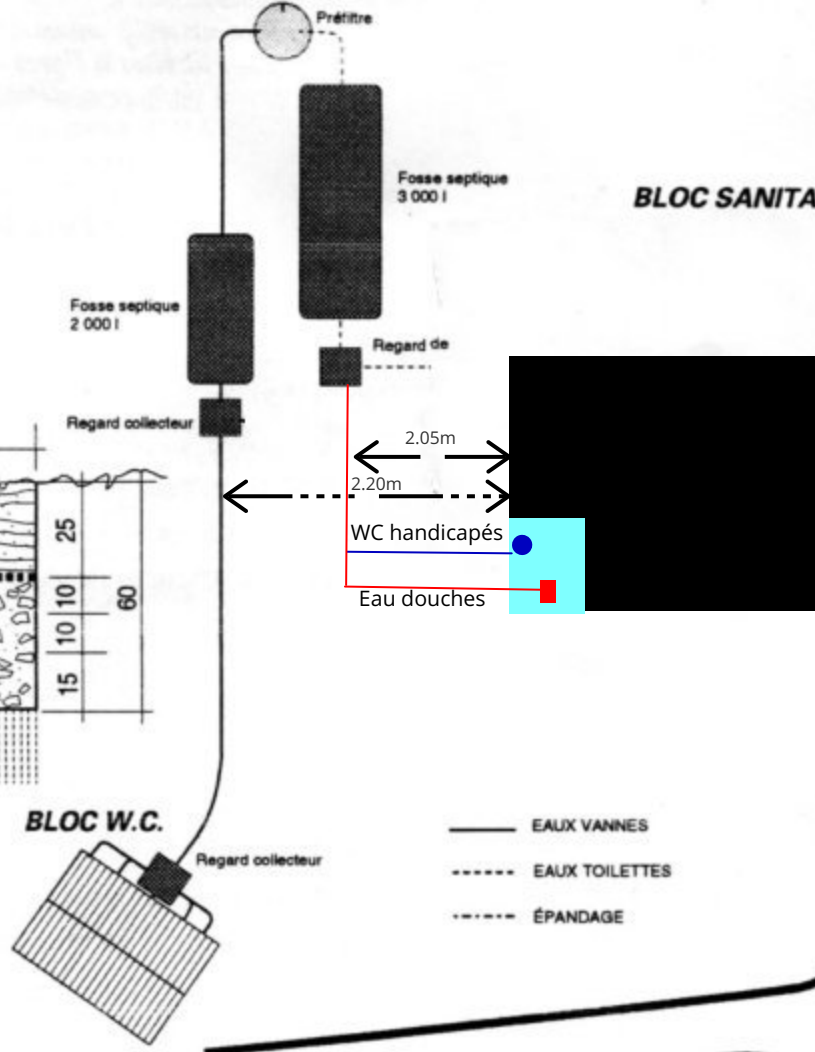 Préfiltre
Fosse septique
3 000 l
BLOC SANITA
Fosse septique
2 000 l
Regard de
Regard collecteur
2.05m
2.20m
WC handicapés
Eau douches
25
10
10
15
60
BLOC W.C.
Regard collecteur
EAUX VANNES
EAUX TOILETTES
ÉPANDAGE